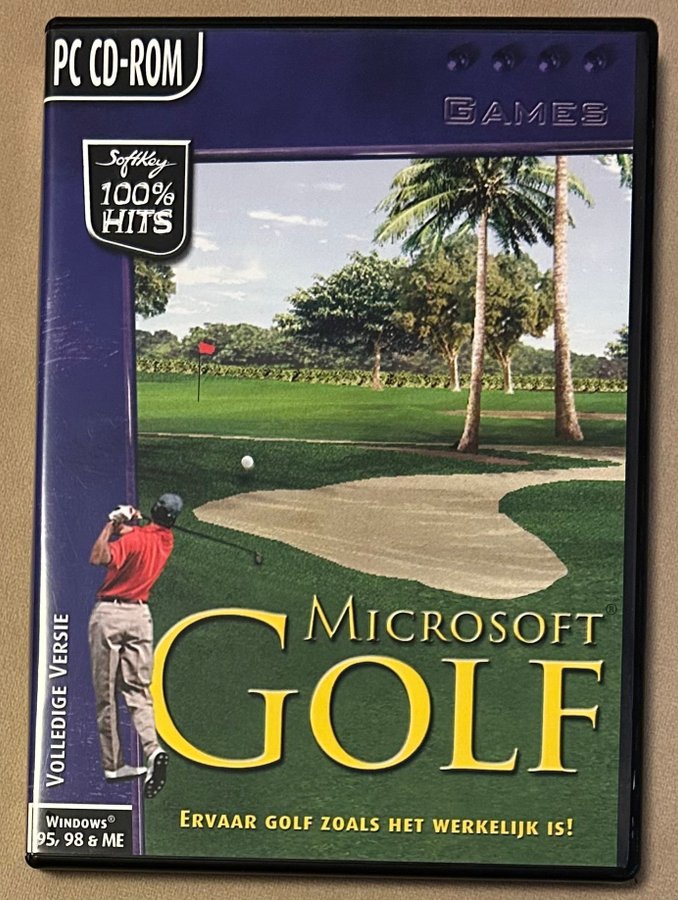 PC CD-ROM
GAMES
SoftKey
100%
HITS
MICROSOFT®
GOLF
VOLLEDIGE VERSIE
WINDOWS®
95, 98 & ME
ERVAAR GOLF ZOALS HET WERKELIJK IS!